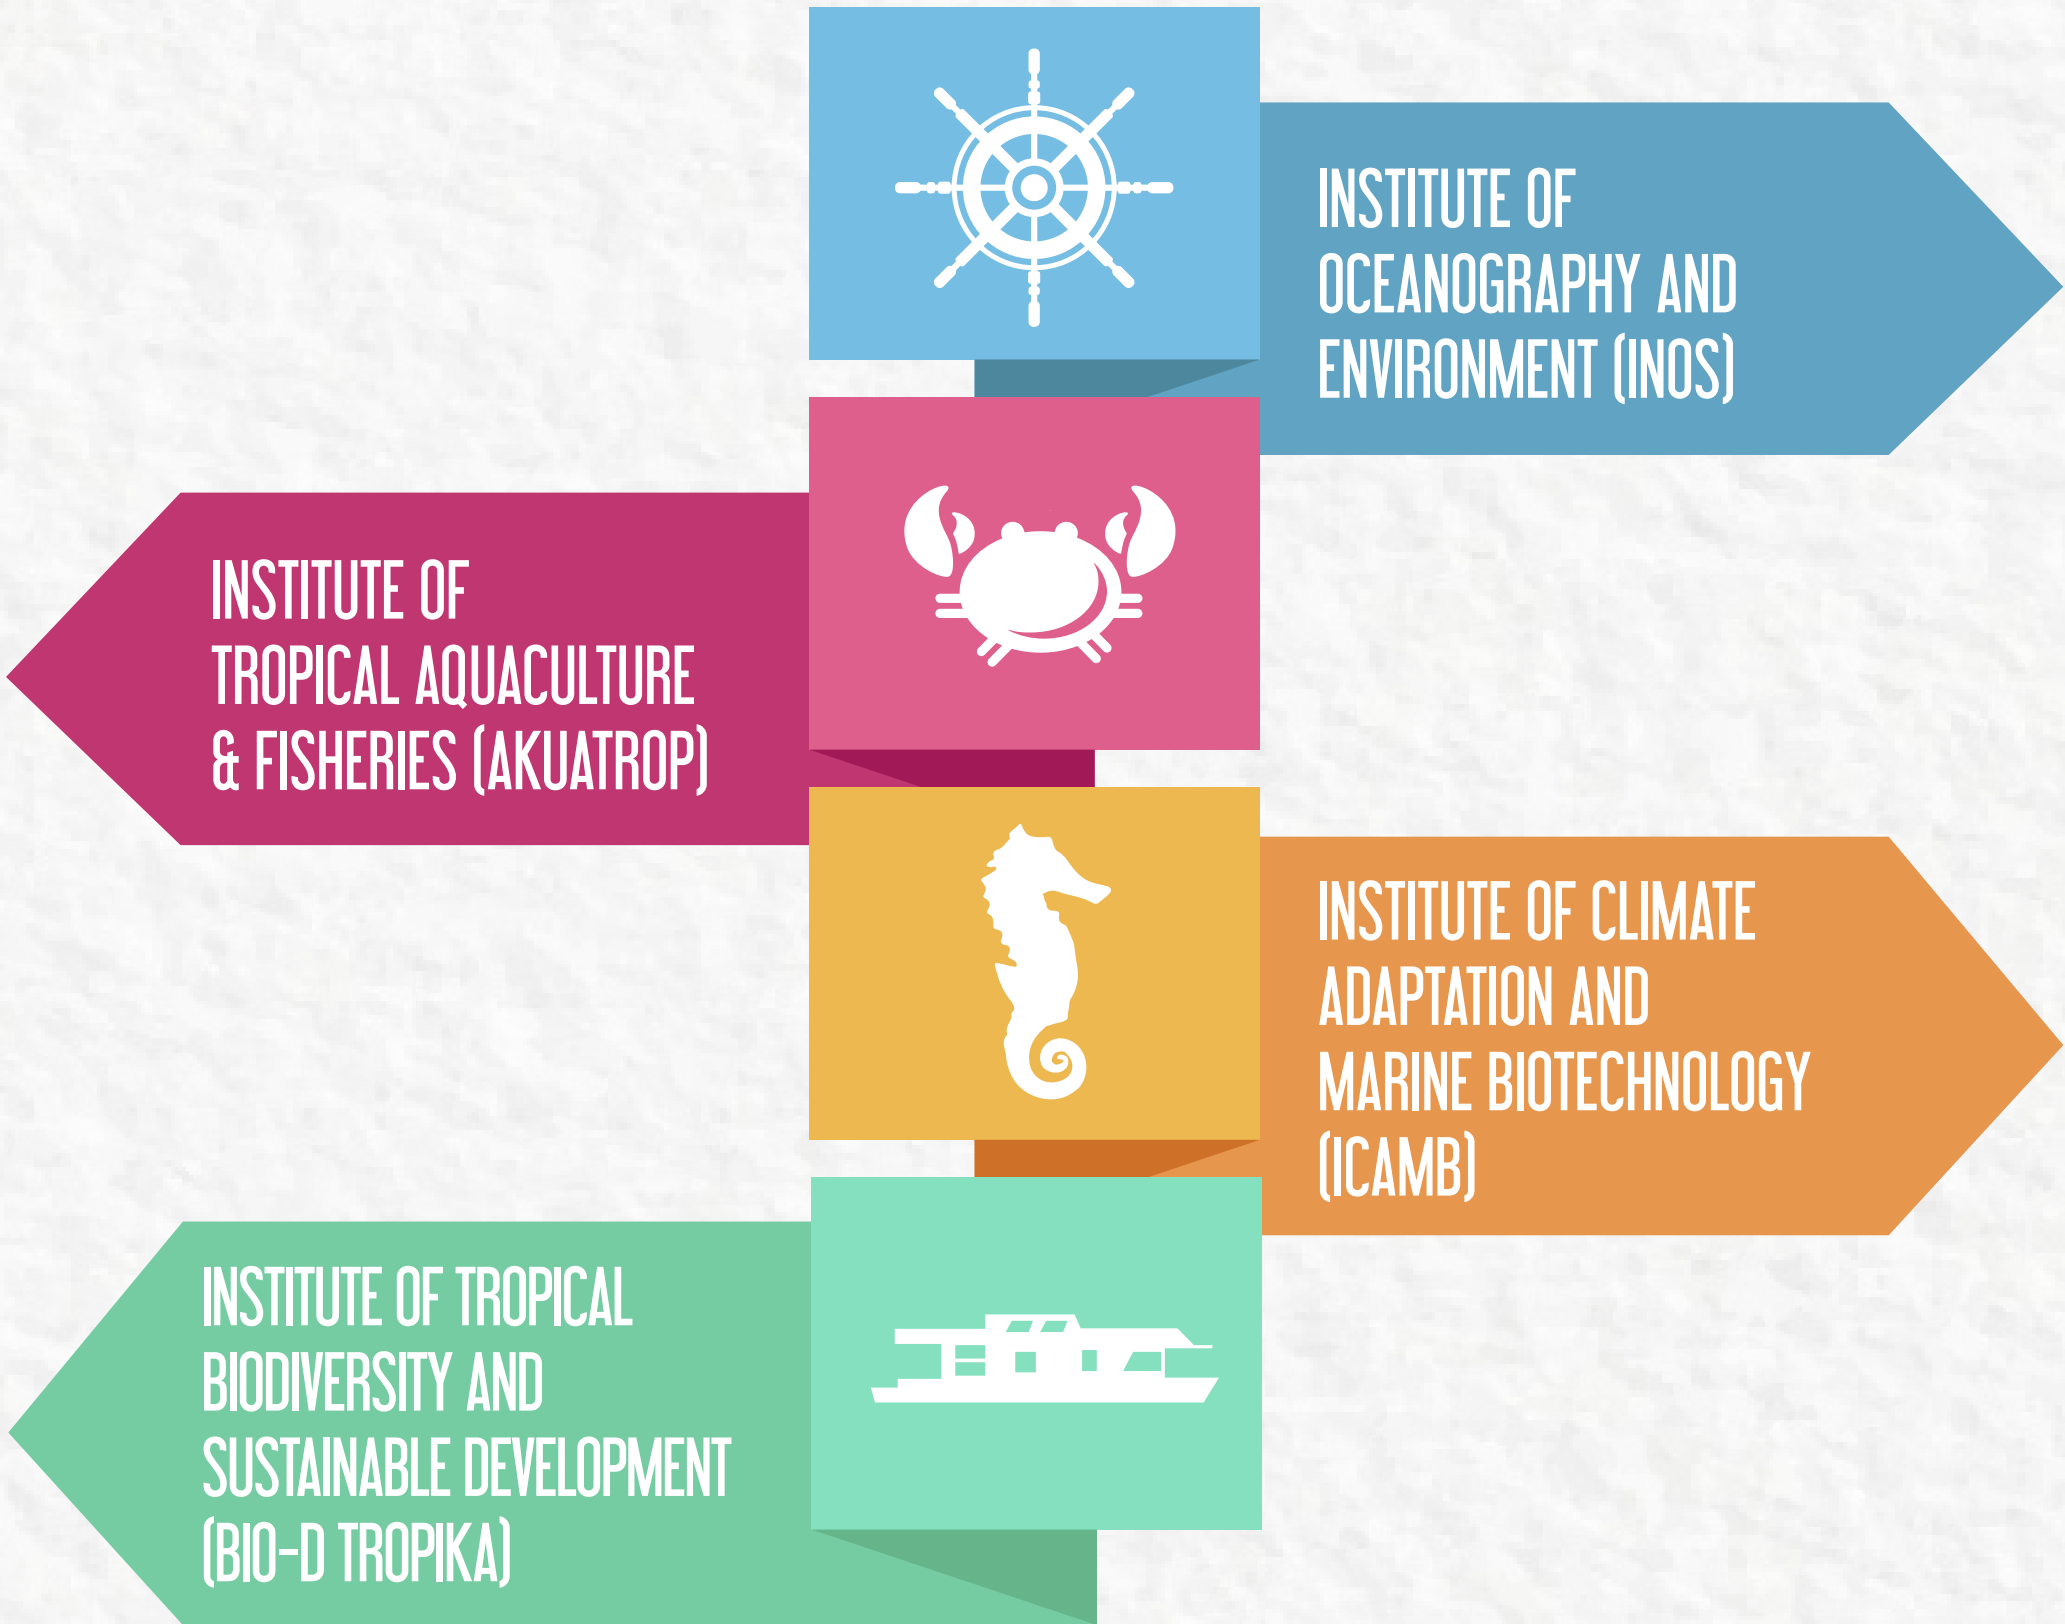 INSTITUTE OF
OCEANOGRAPHY AND
ENVIRONMENT (INOS)
INSTITUTE OF
TROPICAL AQUACULTURE
& FISHERIES (AKUATROP)
INSTITUTE OF CLIMATE
ADAPTATION AND
MARINE BIOTECHNOLOGY
(ICAMB)
INSTITUTE OF TROPICAL
BIODIVERSITY AND
SUSTAINABLE DEVELOPMENT
(BIO-D TROPIKA)